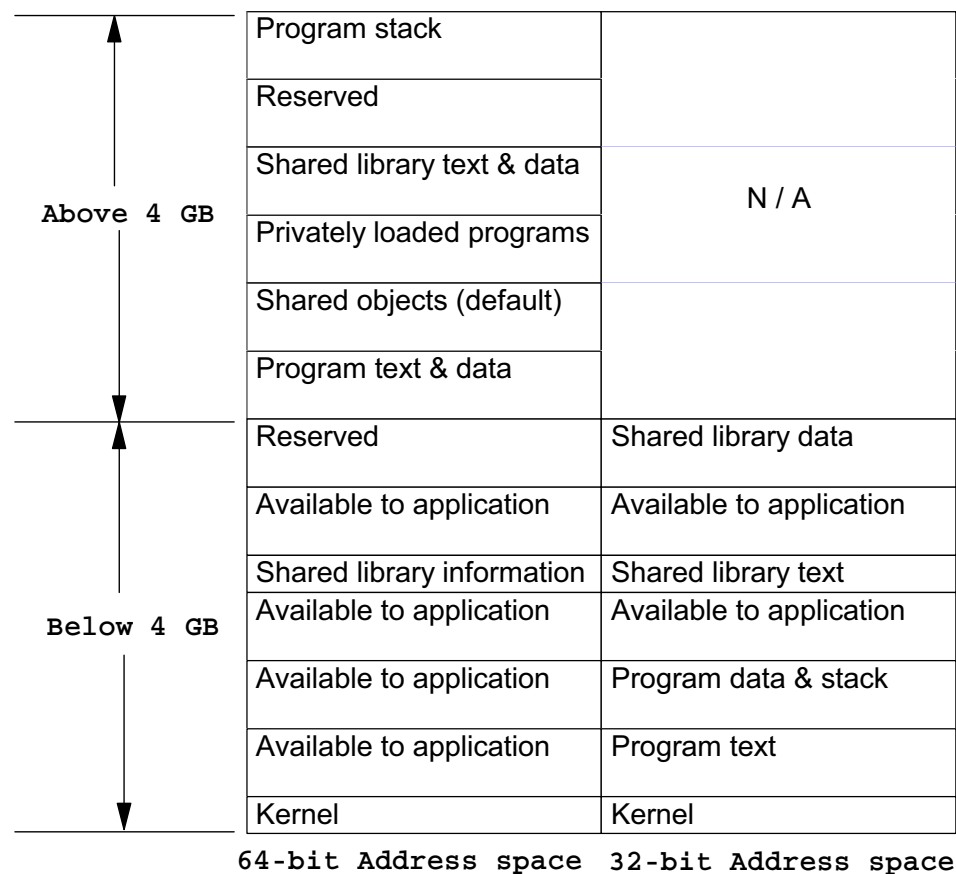 Program stack
Reserved
Shared library text & data
N / A
Above 4 GB
Privately loaded programs
Shared objects (default)
Program text & data
Reserved Shared library data
Available to application Available to application
Shared library information Shared library text
Available to application Available to application
Below 4 GB
Available to application Program data & stack
Available to application Program text
Kernel Kernel
64-bit Address space 32-bit Address space